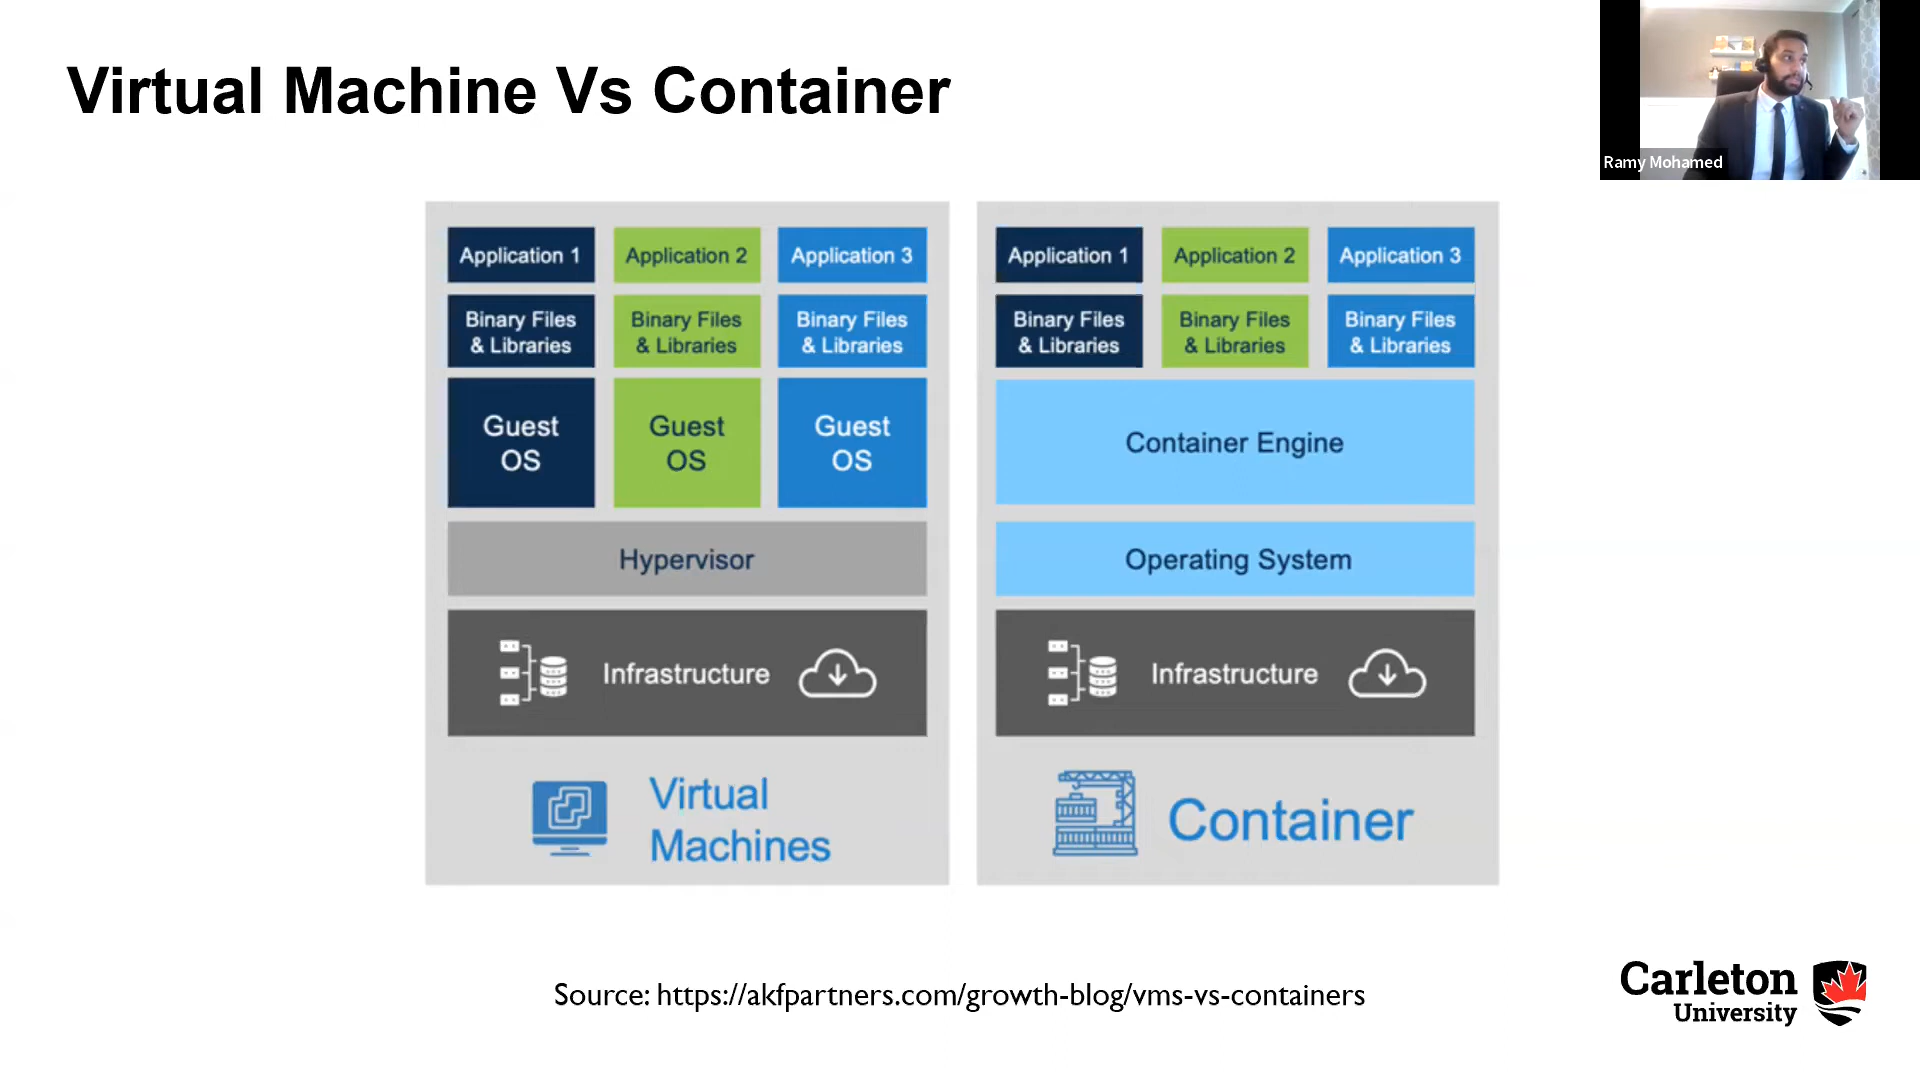 Virtual Machine Vs Container
Ramy Mohamed
Application 1
Application 2
Application 3
Binary Files
& Libraries
Binary Files
& Libraries
Binary Files
& Libraries
Guest
OS
Guest
OS
Guest
OS
Hypervisor
Infrastructure
Virtual
Machines
Application 1
Application 2
Application 3
Binary Files
& Libraries
Binary Files
& Libraries
Binary Files
& Libraries
Container Engine
Operating System
Infrastructure
Container
Source: https://akfpartners.com/growth-blog/vms-vs-containers
Carleton
University